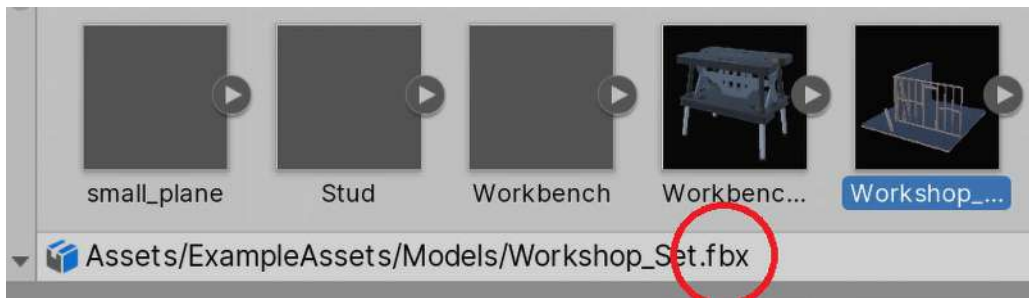 small_plane Stud Workbench Workbenc... Workshop_...
Assets/ExampleAssets/Models/Workshop_Set.fbx